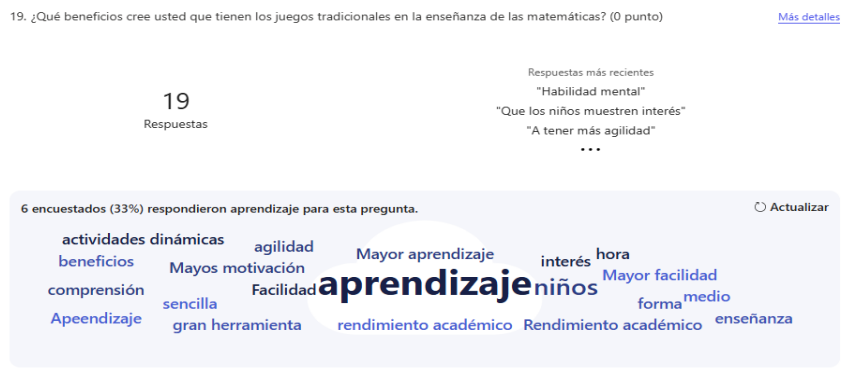 19. ¿Qué beneficios cree usted que tienen los juegos tradicionales en la enseñanza de las matemáticas? (0 punto)
Más detalles
19
Respuestas
Respuestas más recientes
"Habilidad mental"
"Que los niños muestren interés"
"A tener más agilidad"
...
6 encuestados (33%) respondieron aprendizaje para esta pregunta.
Actualizar
actividades dinámicas
agilidad
Mayor aprendizaje
interés
hora
beneficios
Mayos motivación
Mayor facilidad
comprensión
Facilidad
aprendizaje
niños
sencilla
forma
medio
Apeendizaje
gran herramienta
rendimiento académico
Rendimiento académico
enseñanza